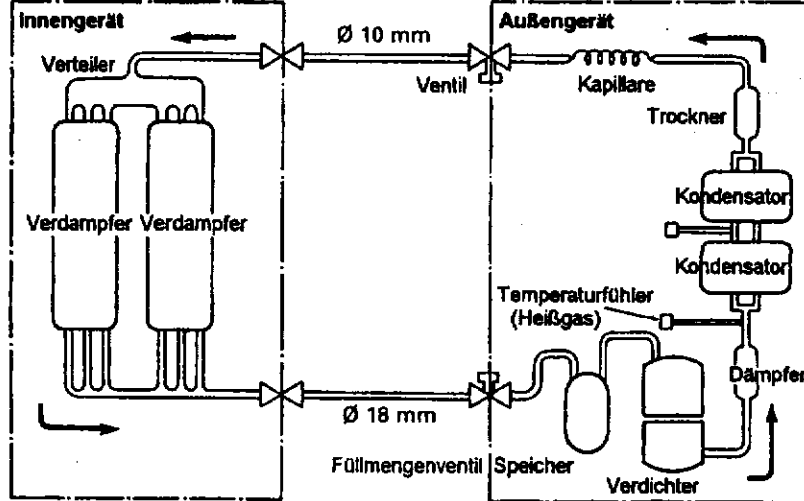 Innengerät
Außengerät
Ø 10 mm
Verteiler
Ventil
Kapillare
Trockner
Kondensator
Verdampfer
Verdampfer
Kondensator
Temperaturfühler
(Heißgas)
Dämpfer
Ø 18 mm
Füllmengenventil
Speicher
Verdichter